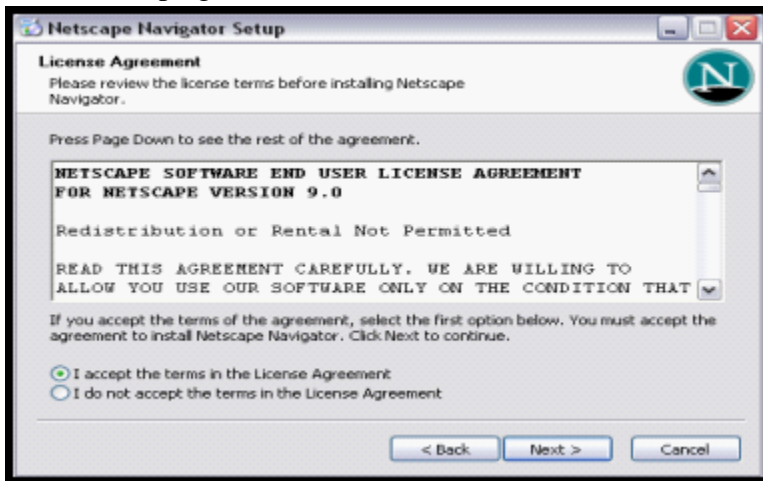 Netscape Navigator Setup
License Agreement
Please review the license terms before installing Netscape
Navigator.
N
Press Page Down to see the rest of the agreement.
NETSCAPE SOFTWARE END USER LICENSE AGREEMENT
FOR NETSCAPE VERSION 9.0
Redistribution or Rental Not Permitted
READ THIS AGREEMENT CAREFULLY. WE ARE WILLING TO
ALLOW YOU USE OUR SOFTWARE ONLY ON THE CONDITION THAT
If you accept the terms of the agreement, select the first option below. You must accept the
agreement to install Netscape Navigator. Click Next to continue.
I accept the terms in the License Agreement
I do not accept the terms in the License Agreement
< Back Next > Cancel